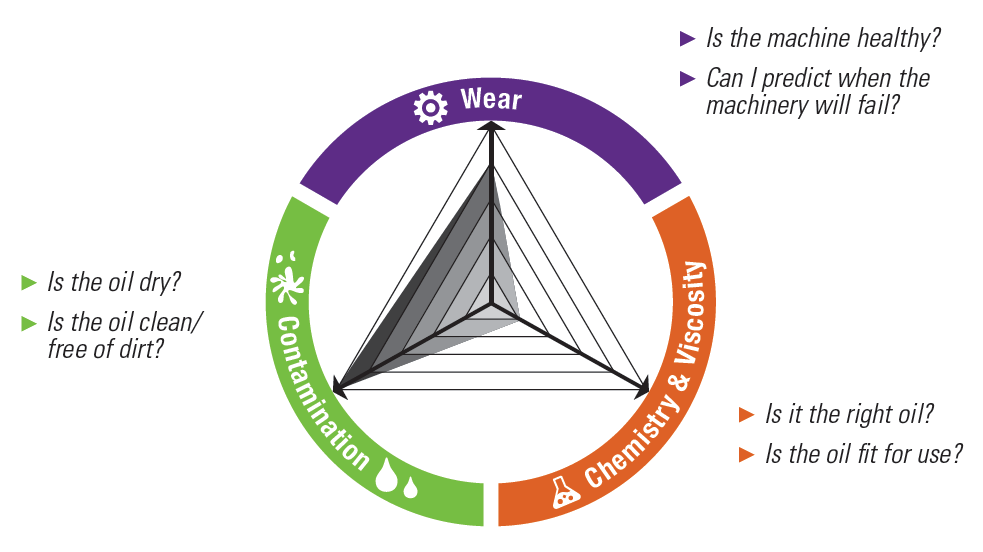 Is the machine healthy?
Can I predict when the
machinery will fail?
Wear
Is the oil dry?
Is the oil clean/
free of dirt?
Contamination
Chemistry & Viscosity
Is it the right oil?
Is the oil fit for use?